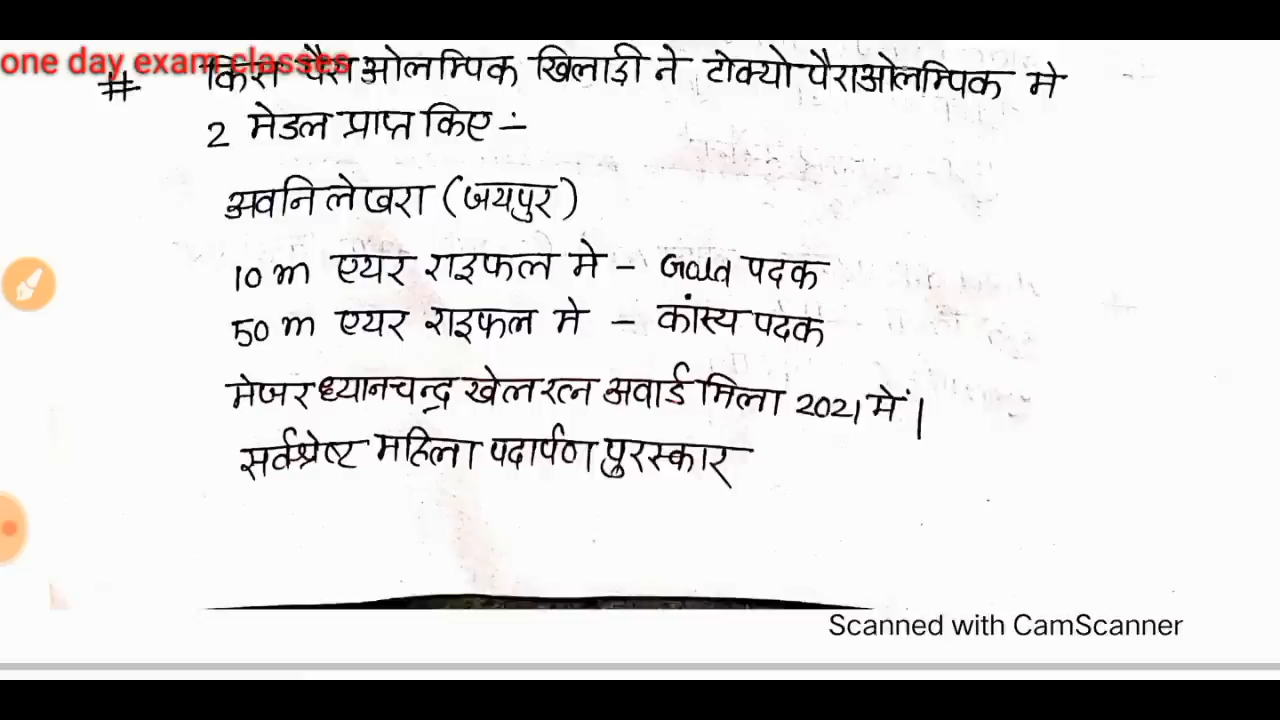 one day exam classes
# किस पैरा ओलम्पिक खिलाड़ी ने टोक्यो पैराओलम्पिक मे
2 मेडल प्राप्त किए :-
अवनि लेखरा (जयपुर)
10 m एयर राइफल मे - Gold पदक
50 m एयर राइफल मे - कांस्य पदक
मेजर ध्यानचन्द्र खेल रत्न अवार्ड मिला 2021 में |
सर्वश्रेष्ट महिला पदार्पण पुरस्कार
Scanned with CamScanner